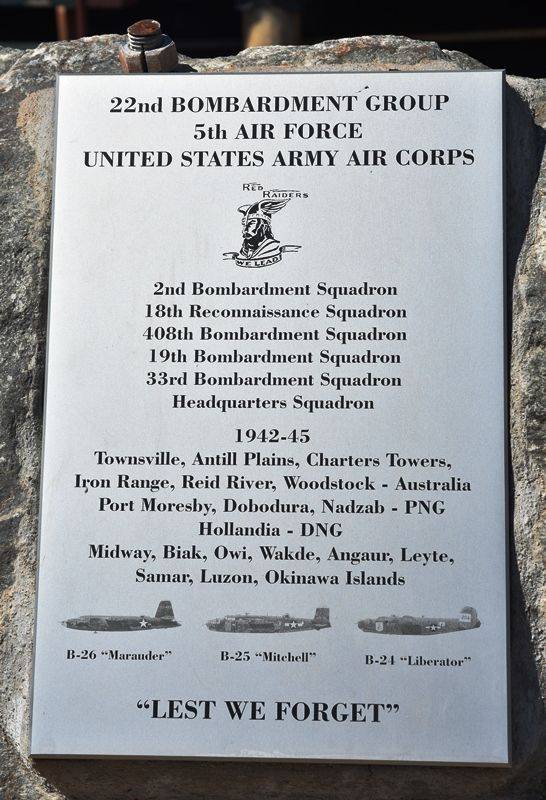 22nd BOMBARDMENT GROUP
5th AIR FORCE
UNITED STATES ARMY AIR CORPS
RED
RAIDERS
WE LEAD
2nd Bombardment Squadron
18th Reconnaissance Squadron
408th Bombardment Squadron
19th Bombardment Squadron
33rd Bombardment Squadron
Headquarters Squadron
1942-45
Townsville, Antill Plains, Charters Towers,
Iron Range, Reid River, Woodstock - Australia
Port Moresby, Dobodura, Nadzab - PNG
Hollandia - DNG
Midway, Biak, Owi, Wakde, Angaur, Leyte,
Samar, Luzon, Okinawa Islands
B-26 “Marauder” B-25 “Mitchell” B-24 “Liberator”
“LEST WE FORGET”